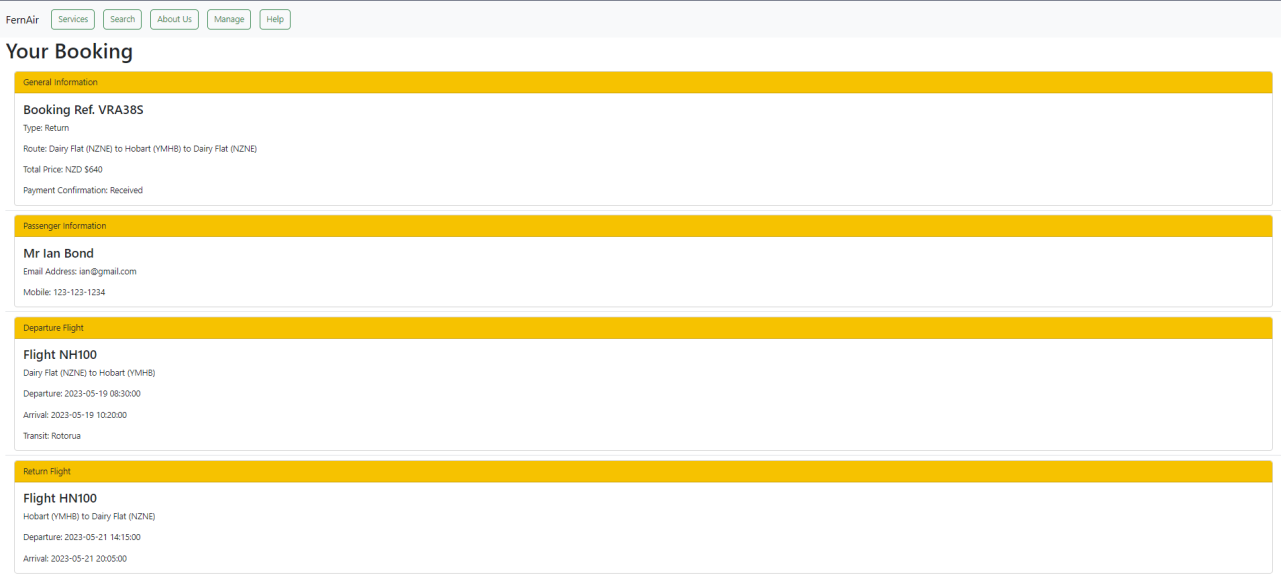 FernAir Services Search About Us Manage Help
Your Booking
General Information
Booking Ref. VRA38S
Type: Return
Route: Dairy Flat (NZNE) to Hobart (YMHB) to Dairy Flat (NZNE)
Total Price: NZD $640
Payment Confirmation: Received
Passenger Information
Mr Ian Bond
Email Address: ian@gmail.com
Mobile: 123-123-1234
Departure Flight
Flight NH100
Dairy Flat (NZNE) to Hobart (YMHB)
Departure: 2023-05-19 08:30:00
Arrival: 2023-05-19 10:20:00
Transit: Rotorua
Return Flight
Flight HN100
Hobart (YMHB) to Dairy Flat (NZNE)
Departure: 2023-05-21 14:15:00
Arrival: 2023-05-21 20:05:00